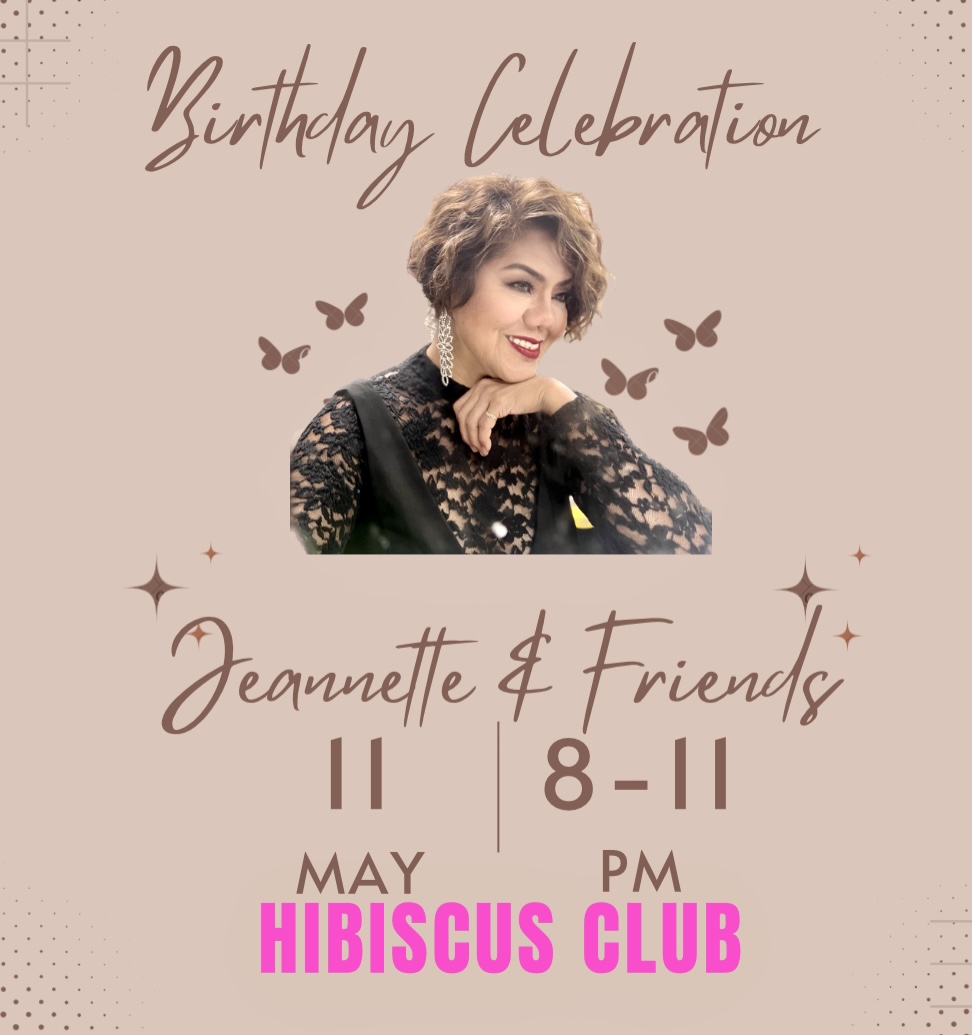 Birthday Celebration
Jeannette & Friends
11 8-11
MAY PM
HIBISCUS CLUB